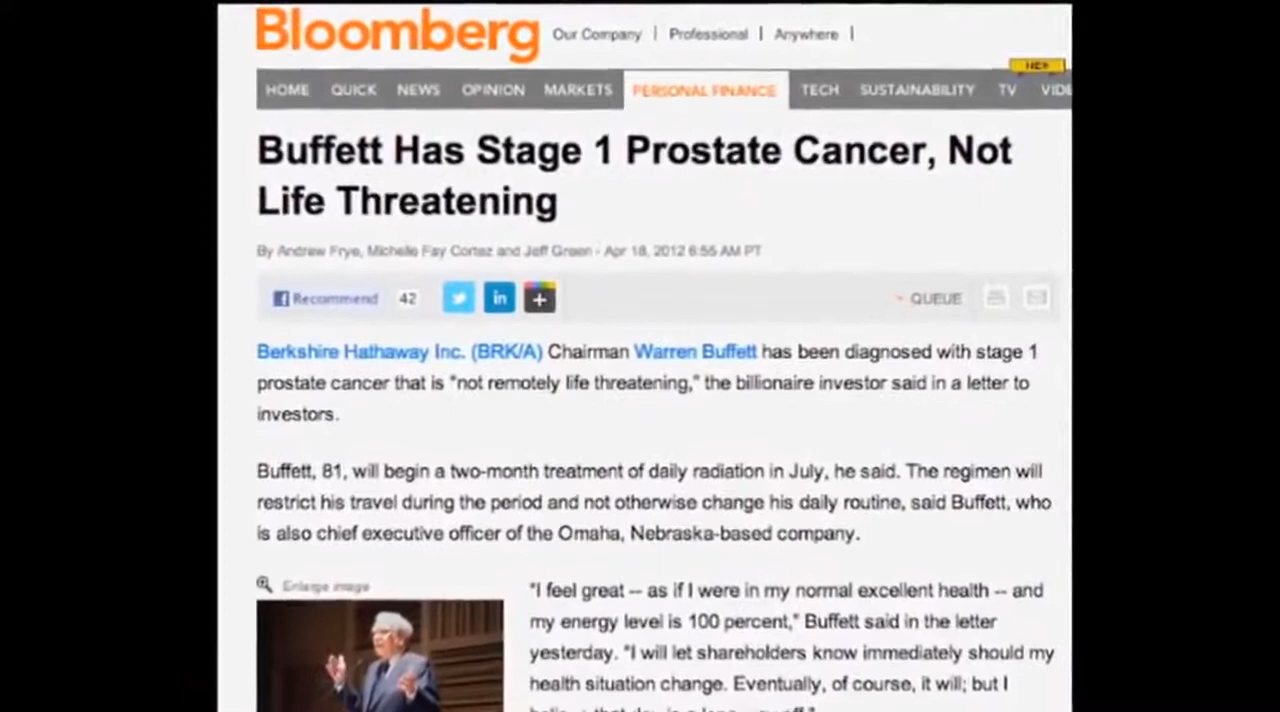 Bloomberg
Our Company | Professional | Anywhere |
NEW
HOME QUICK NEWS OPINION MARKETS PERSONAL FINANCE TECH SUSTAINABILITY TV VIDE
Buffett Has Stage 1 Prostate Cancer, Not
Life Threatening
By Andrew Frye, Michelle Fay Cortez and Jeff Green - Apr 18, 2012 6:55 AM PT
Recommend 42 in + QUEUE
Berkshire Hathaway Inc. (BRK/A) Chairman Warren Buffett has been diagnosed with stage 1
prostate cancer that is "not remotely life threatening," the billionaire investor said in a letter to
investors.
Buffett, 81, will begin a two-month treatment of daily radiation in July, he said. The regimen will
restrict his travel during the period and not otherwise change his daily routine, said Buffett, who
is also chief executive officer of the Omaha, Nebraska-based company.
Enlarge image
"I feel great -- as if I were in my normal excellent health -- and
my energy level is 100 percent," Buffett said in the letter
yesterday. "I will let shareholders know immediately should my
health situation change. Eventually, of course, it will; but I